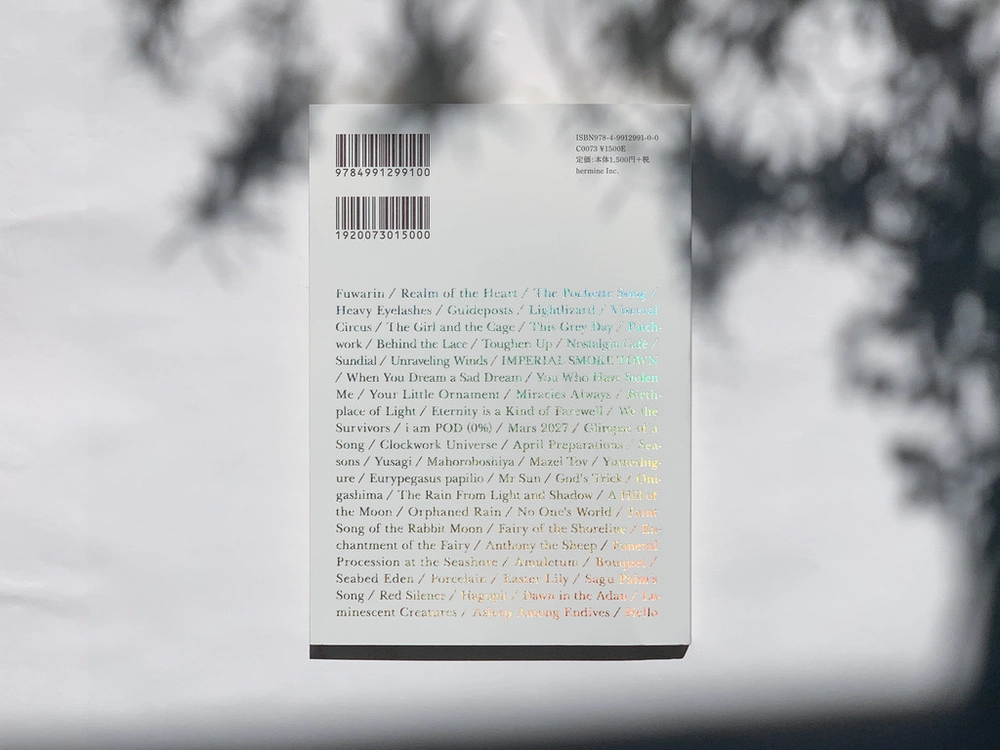 9784991299100
1920073015000
ISBN978-4-9912991-0-0
C0073 ¥1500E
定価:本体1,500円+税
hermine Inc.
Fuwarin / Realm of the Heart / The Pochette Song /
Heavy Eyelashes / Guideposts / Lightlizard / Visceral
Circus / The Girl and the Cage / This Grey Day / Patch-
work / Behind the Lace / Toughen Up / Nostalgia Café /
Sundial / Unraveling Winds / IMPERIAL SMOKE TOWN
/ When You Dream a Sad Dream / You Who Have Stolen
Me / Your Little Ornament / Miracles Always / Birth-
place of Light / Eternity is a Kind of Farewell / We the
Survivors / i am POD (0%) / Mars 2027 / Glimpse of a
Song / Clockwork Universe / April Preparations / Sea-
sons / Yusagi / Mahoroboshiya / Mazel Tov /
ure / Eurypegasus papilio / Mr Sun / God's Trick / Oni-
gashima / The Rain From Light and Shadow / A Hill of
the Moon / Orphaned Rain / No One's World / Faint
Song of the Rabbit Moon / Fairy of the Shoreline / En-
chantment of the Fairy / Anthony the Sheep / Funeral
Procession at the Seashore / Amuletum / Bouquet /
Seabed Eden / Porcelain / Easter Lily / Sagu Palm's
Song / Red Silence / Hagupit / Dawn in the Adan / Lu-
minescent Creatures / Asleep Among Endives / Hello